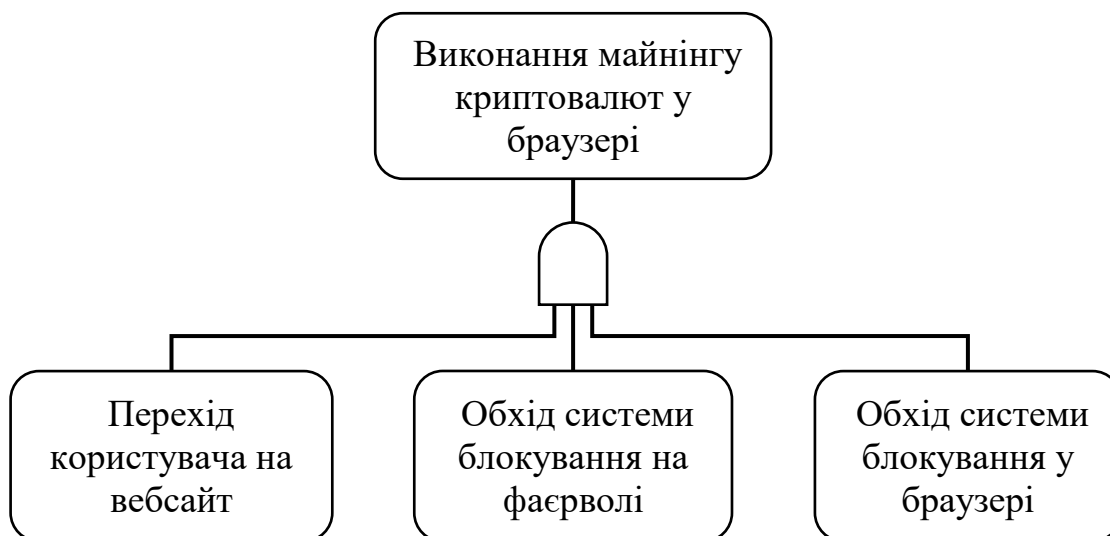 Виконання майнінгу
криптовалют у
браузері
Перехід
користувача на
вебсайт
Обхід системи
блокування на
фаєрволі
Обхід системи
блокування у
браузері